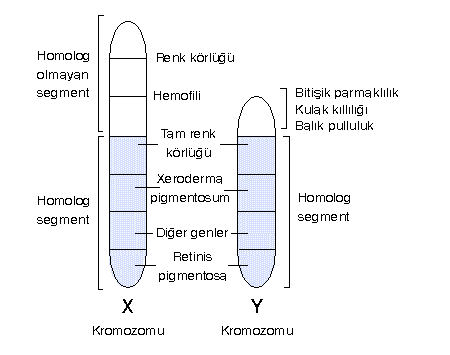 Homolog
olmayan
segment
Renk körlüğü
Hemofili
Bitişik parmaklılık
Kulak kıllılığı
Balık pulluluk
Tam renk
körlüğü
Xeroderma
pigmentosum
Homolog
segment
Homolog
segment
Diğer genler
Retinis
pigmentosa
X
Kromozomu
Y
Kromozomu